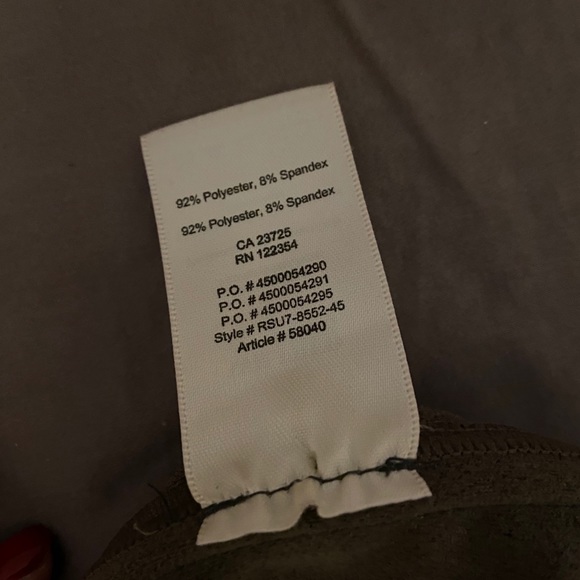 92% Polyester, 8% Spandex
92% Polyester, 8% Spandex
CA 23725
RN 122354
P.O. # 4500054290
P.O. # 4500054291
P.O. # 4500054295
Style # RSU7-8552-45
Article # 58040